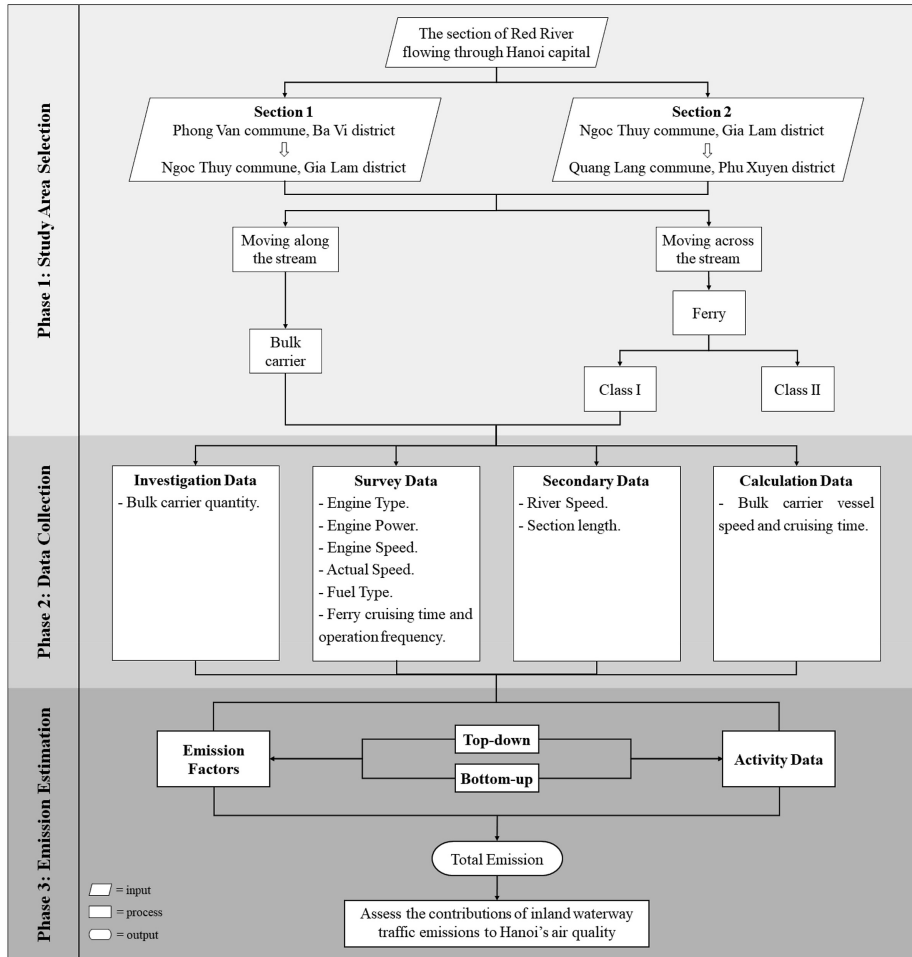 Phase 1: Study Area Selection
The section of Red River
flowing through Hanoi capital
Section 1
Phong Van commune, Ba Vi district
Ngoc Thuy commune, Gia Lam district
Section 2
Ngoc Thuy commune, Gia Lam district
Quang Lang commune, Phu Xuyen district
Moving along
the stream
Moving across
the stream
Ferry
Bulk
carrier
Class I
Class II
Phase 2: Data Collection
Investigation Data
- Bulk carrier quantity.
Survey Data
- Engine Type.
- Engine Power.
- Engine Speed.
- Actual Speed.
- Fuel Type.
- Ferry cruising time and
operation frequency.
Secondary Data
- River Speed.
- Section length.
Calculation Data
- Bulk carrier vessel
speed and cruising time.
Phase 3: Emission Estimation
Emission
Factors
Top-down
Bottom-up
Activity Data
Total Emission
Assess the contributions of inland waterway
traffic emissions to Hanoi’s air quality
= input
= process
= output